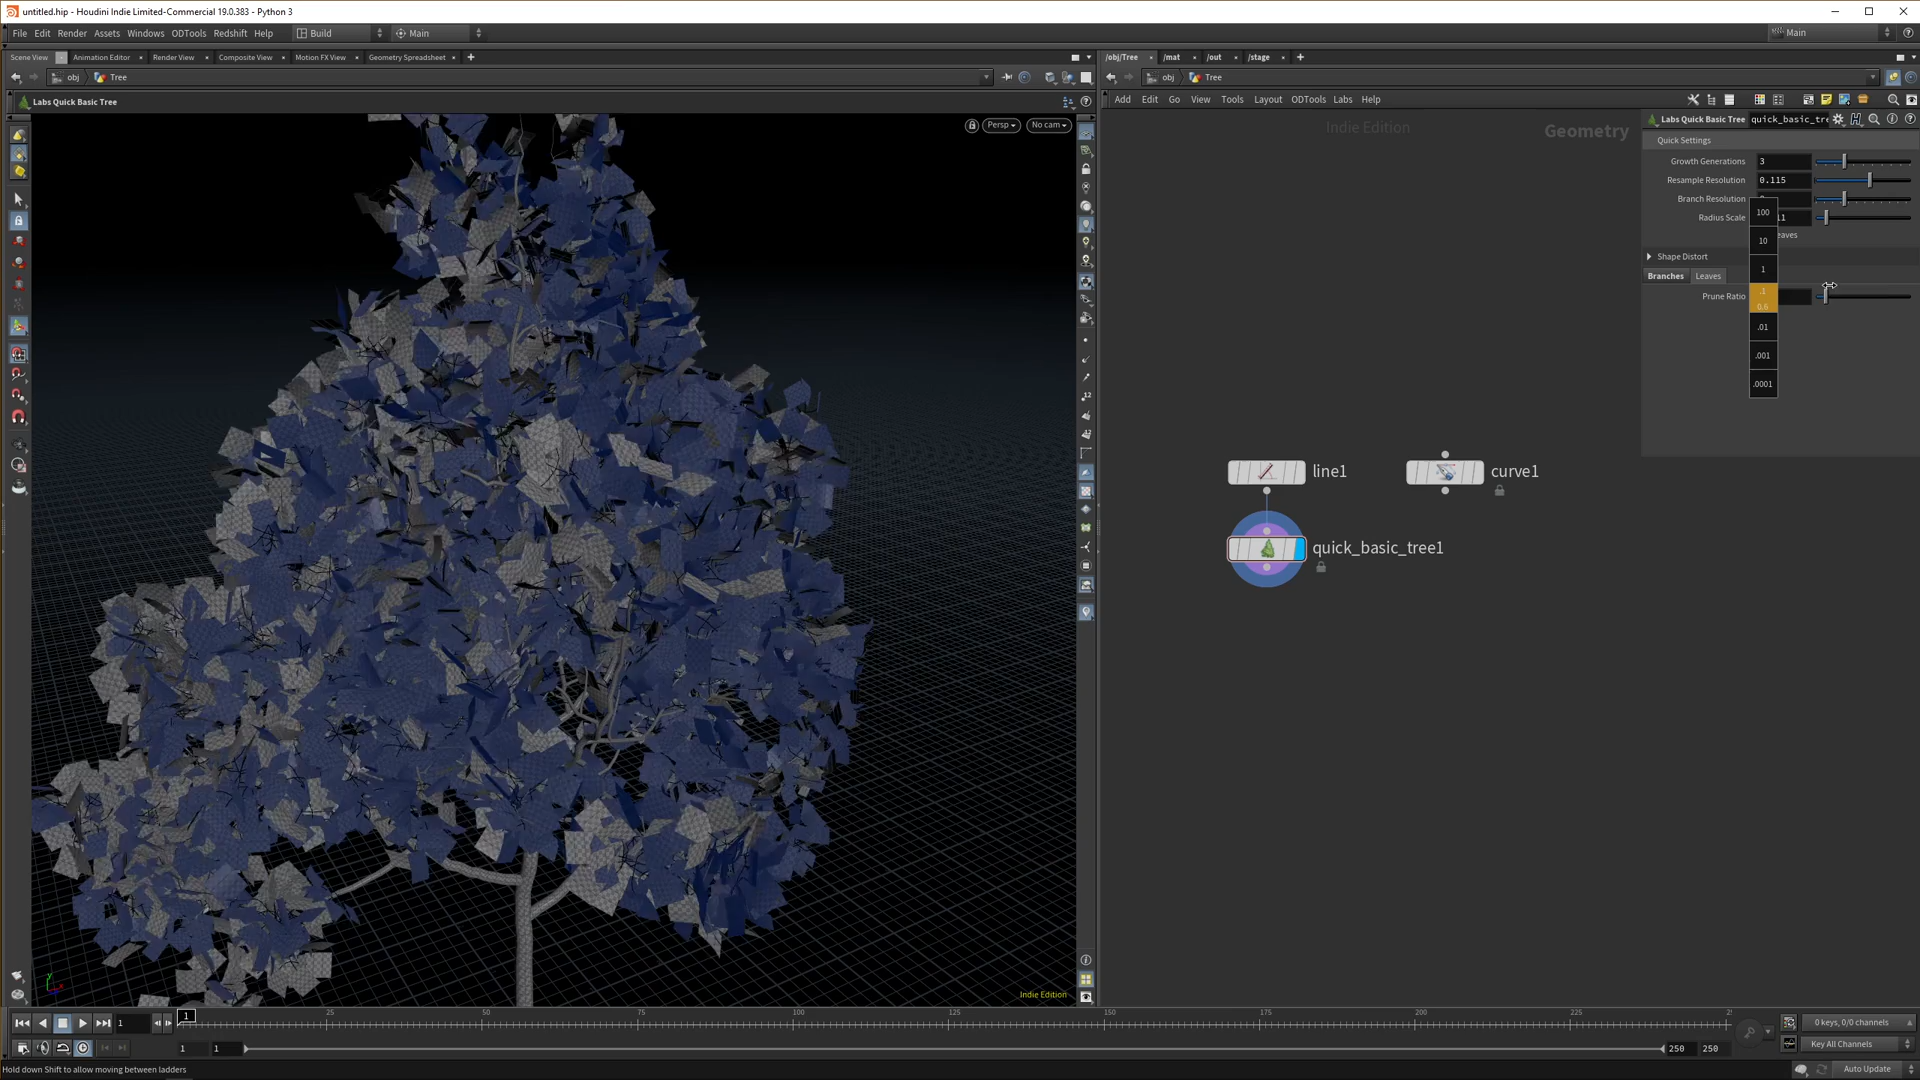 untitled.hip - Houdini Indie Limited-Commercial 19.0.383 - Python 3
File Edit Render Assets Windows ODTools Redshift Help
Build
Main
Main
Scene View
Animation Editor
Render View
Composite View
Motion FX View
Geometry Spreadsheet
/obj/Tree
/mat
/out
/stage
obj
Tree
obj
Tree
Labs Quick Basic Tree
Add Edit Go View Tools Layout ODTools Labs Help
Persp
No cam
Indie Edition
Geometry
Labs Quick Basic Tree
quick_basic_tre
Quick Settings
Growth Generations 3
Resample Resolution 0.115
Branch Resolution
Radius Scale 11
eaves
Shape Distort
Branches Leaves
Prune Ratio
100
10
1
.1
0.6
.01
.001
.0001
line1
curve1
quick_basic_tree1
Indie Edition
1
1
25
50
75
100
125
150
175
200
225
0 keys, 0/0 channels
1
1
250
250
Key All Channels
Hold down Shift to allow moving between ladders
Auto Update